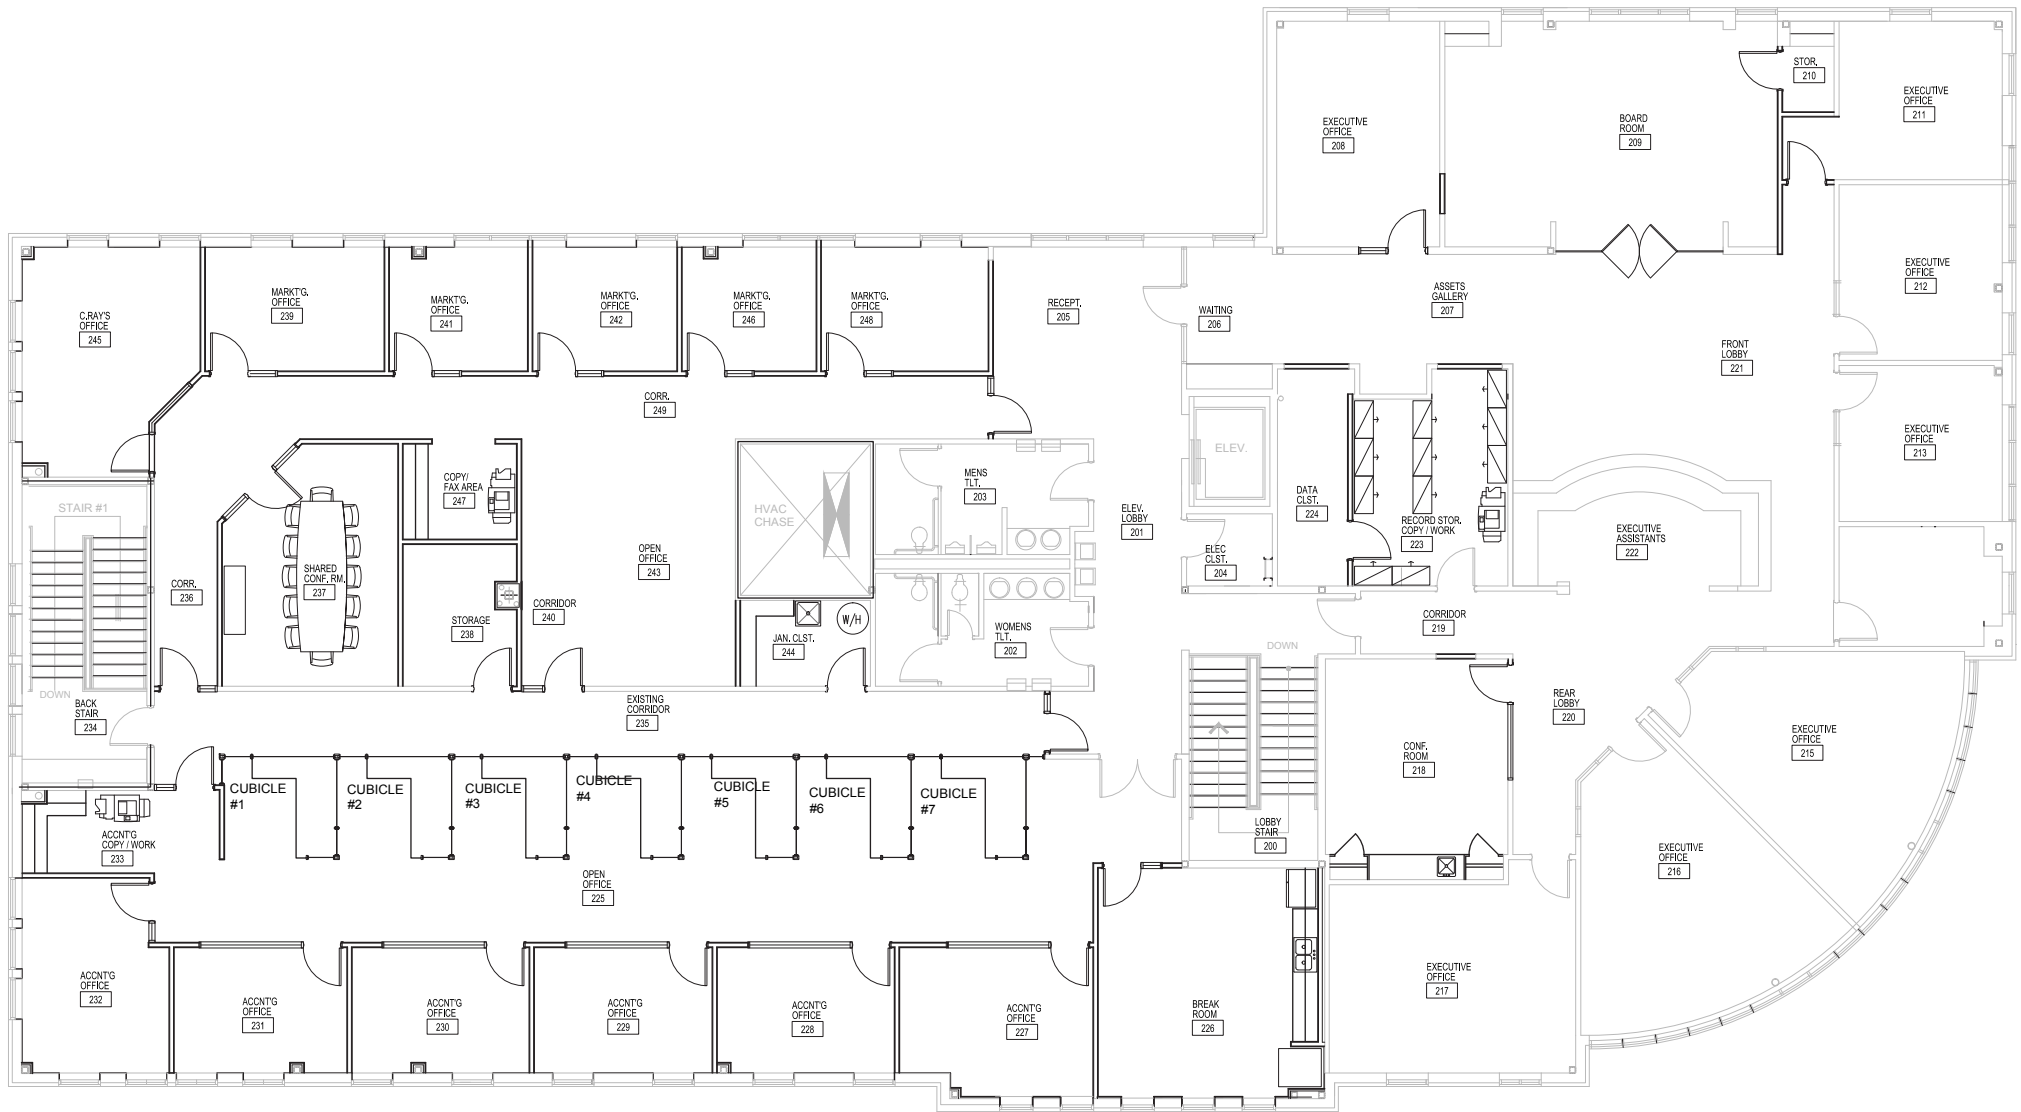 STOR.
210
EXECUTIVE
OFFICE
211
EXECUTIVE
OFFICE
208
BOARD
ROOM
209
EXECUTIVE
OFFICE
212
C.RAY'S
OFFICE
245
MARKT'G.
OFFICE
239
MARKT'G.
OFFICE
241
MARKT'G.
OFFICE
242
MARKT'G.
OFFICE
246
MARKT'G.
OFFICE
248
RECEPT.
205
WAITING
206
ASSETS
GALLERY
207
FRONT
LOBBY
221
CORR.
249
EXECUTIVE
OFFICE
213
STAIR #1
COPY/
FAX AREA
247
HVAC
CHASE
MENS
TLT.
203
ELEV.
LOBBY
201
ELEV.
DATA
CLST.
224
RECORD STOR.
COPY / WORK
223
EXECUTIVE
ASSISTANTS
222
CORR.
236
SHARED
CONF. RM.
237
OPEN
OFFICE
243
ELEC
CLST.
204
STORAGE
238
CORRIDOR
240
JAN. CLST.
244
W/H
WOMENS
TLT.
202
CORRIDOR
219
DOWN
DOWN
BACK
STAIR
234
EXISTING
CORRIDOR
235
REAR
LOBBY
220
EXECUTIVE
OFFICE
215
CONF.
ROOM
218
CUBICLE
#1
CUBICLE
#2
CUBICLE
#3
CUBICLE
#4
CUBICLE
#5
CUBICLE
#6
CUBICLE
#7
ACCNT'G
COPY / WORK
233
LOBBY
STAIR
200
EXECUTIVE
OFFICE
216
OPEN
OFFICE
225
ACCNT'G
OFFICE
232
ACCNT'G
OFFICE
231
ACCNT'G
OFFICE
230
ACCNT'G
OFFICE
229
ACCNT'G
OFFICE
228
ACCNT'G
OFFICE
227
BREAK
ROOM
226
EXECUTIVE
OFFICE
217